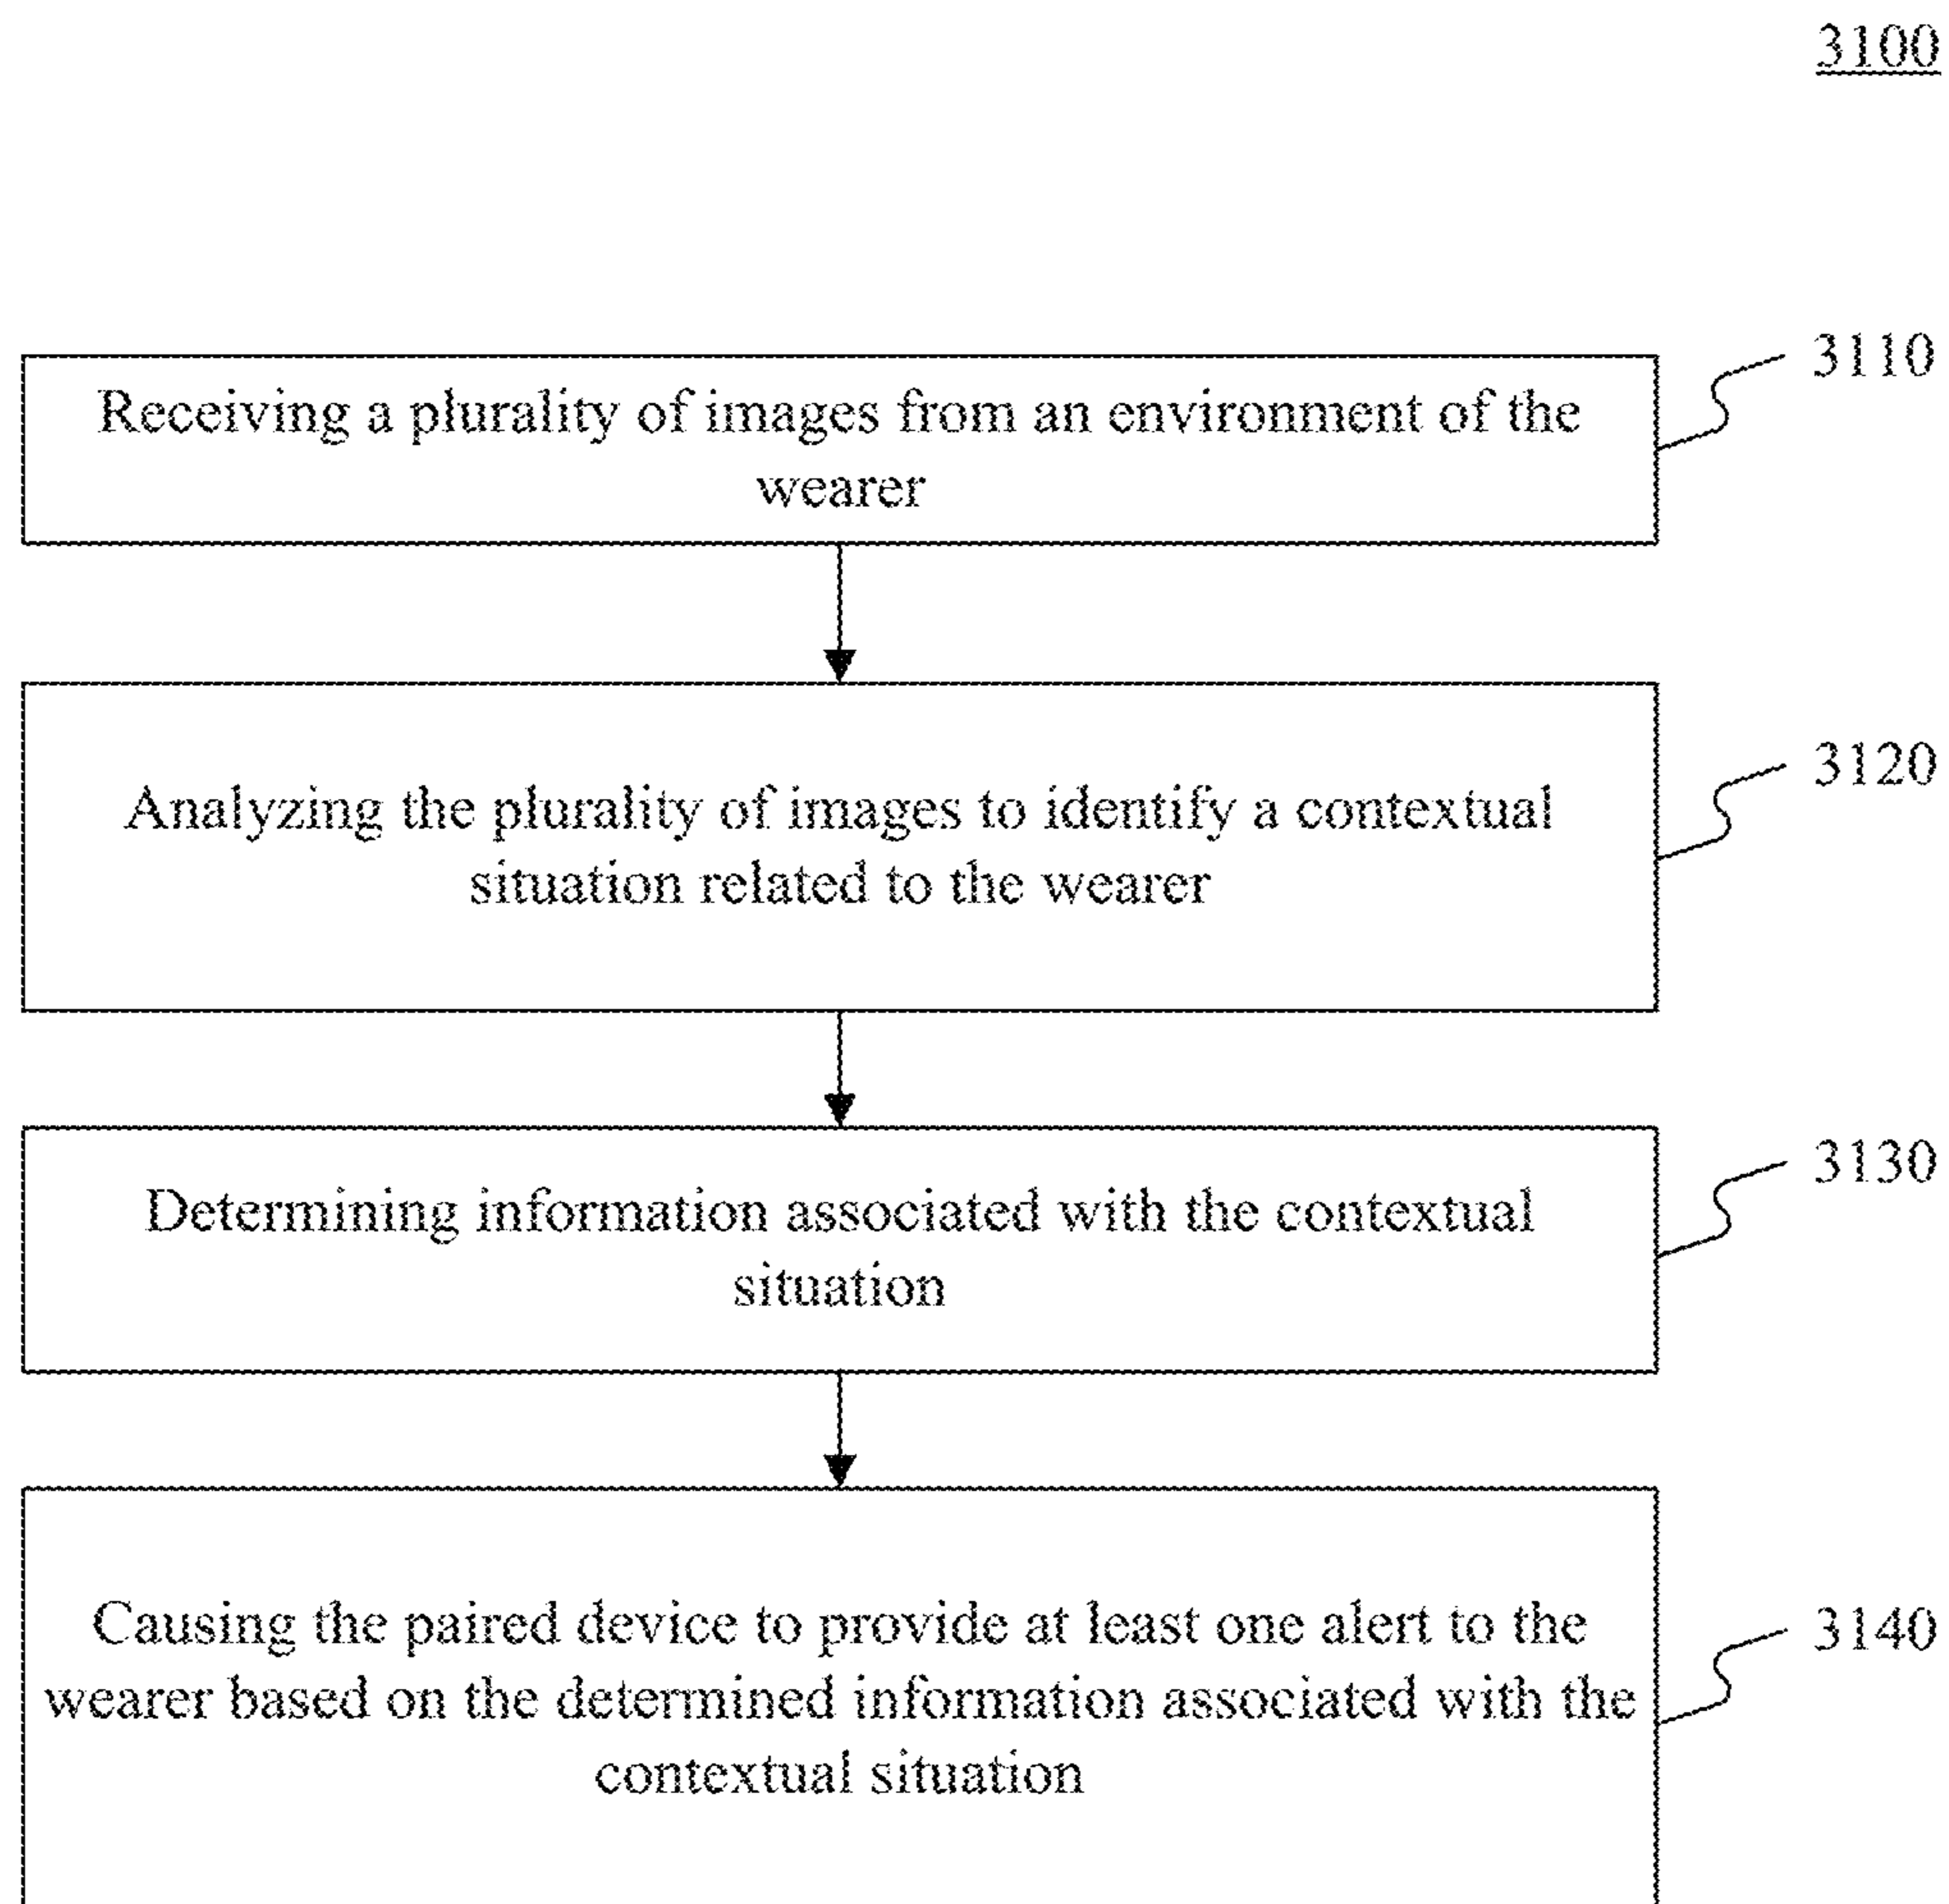 3100
Receiving a plurality of images from an environment of the
wearer
3110
Analyzing the plurality of images to identify a contextual
situation related to the wearer
3120
Determining information associated with the contextual
situation
3130
Causing the paired device to provide at least one alert to the
wearer based on the determined information associated with the
contextual situation
3140